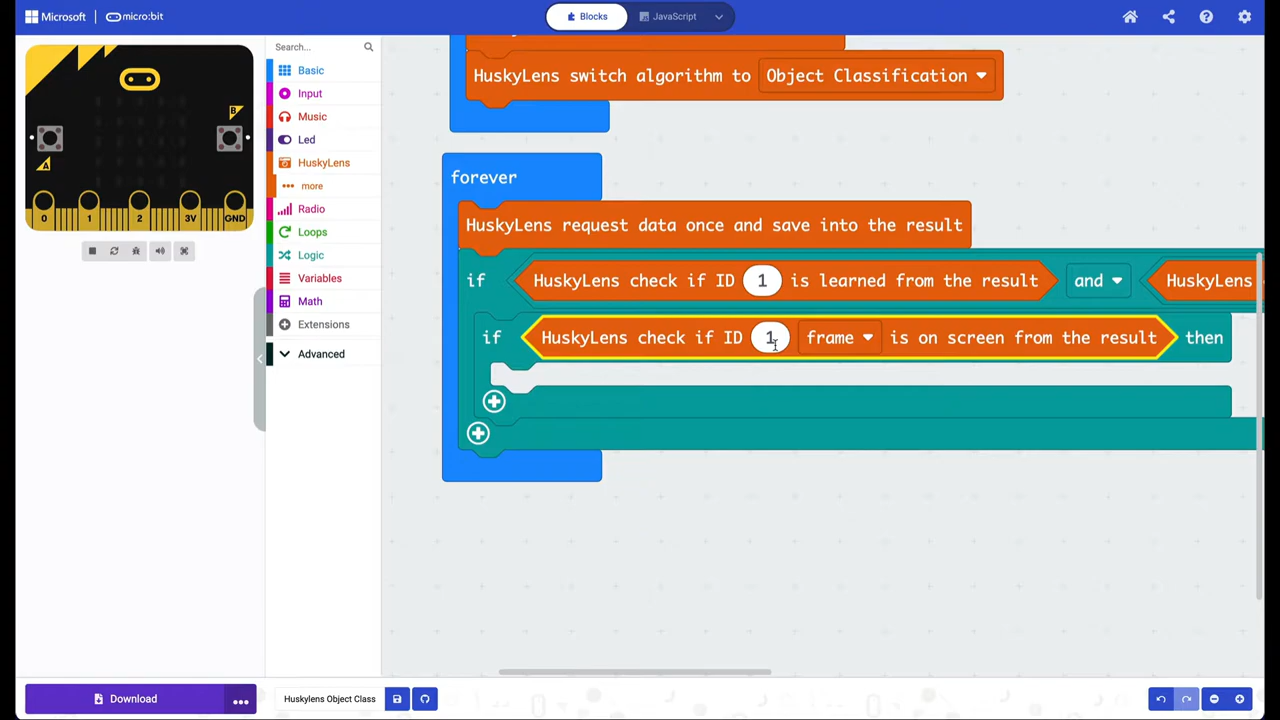 Microsoft micro:bit Blocks JavaScript
Search...
Basic
Input
Music
Led
HuskyLens
more
Radio
Loops
Logic
Variables
Math
Extensions
Advanced
A
B
0 1 2 3V GND
HuskyLens switch algorithm to Object Classification
forever
HuskyLens request data once and save into the result
if HuskyLens check if ID 1 is learned from the result and HuskyLens
if HuskyLens check if ID 1 frame is on screen from the result then
Download ... Huskylens Object Class